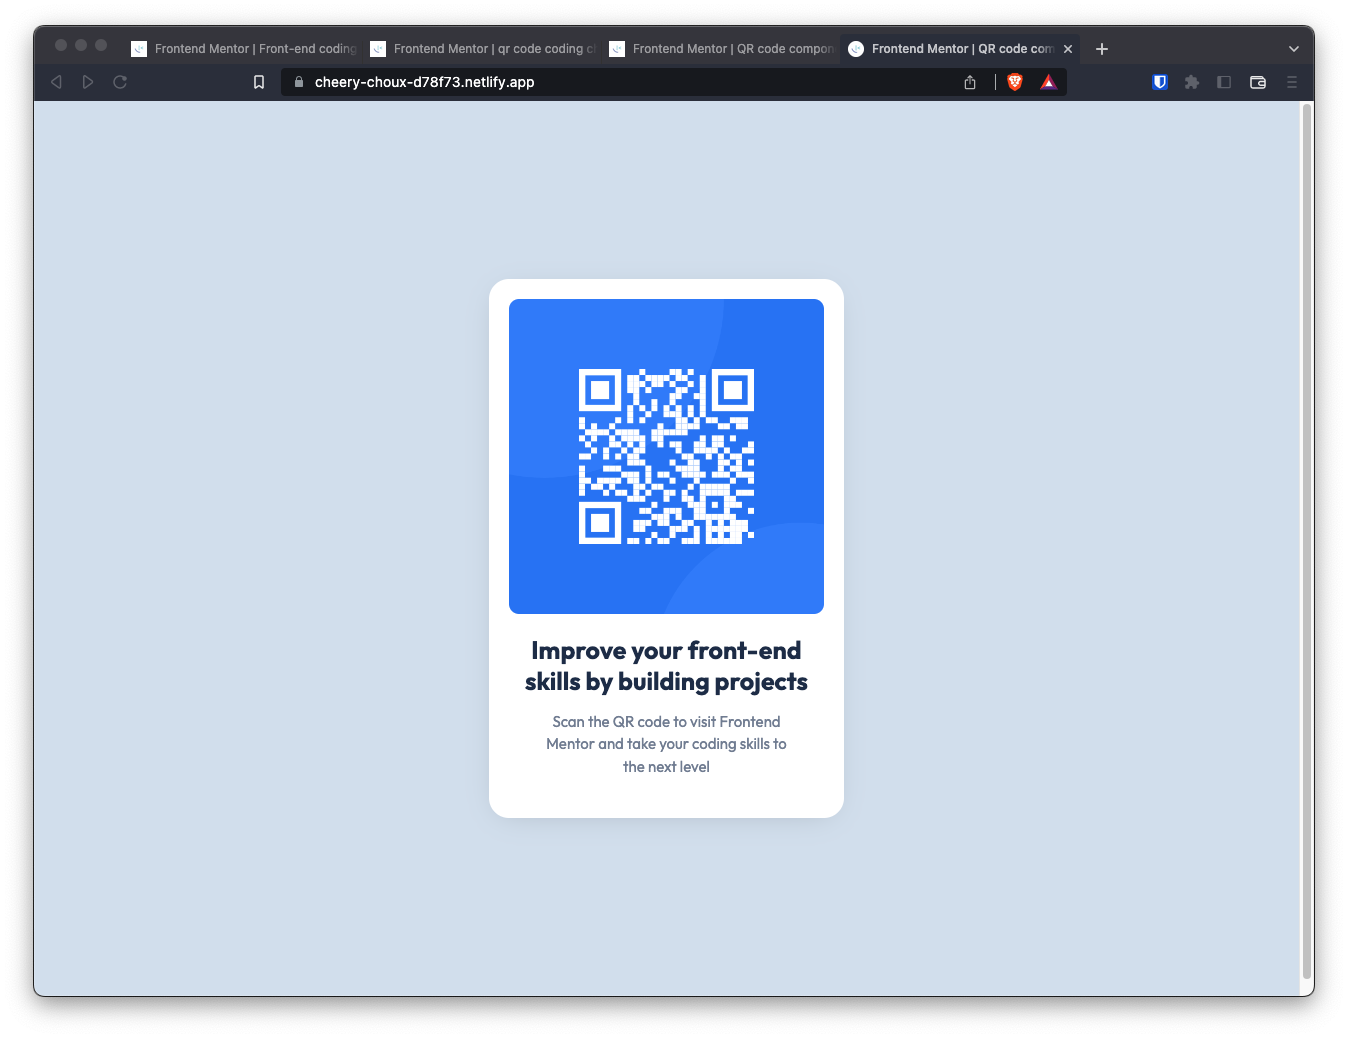 Frontend Mentor | Front-end coding
Frontend Mentor | qr code coding c
Frontend Mentor | QR code compon
Frontend Mentor | QR code com
cheery-choux-d78f73.netlify.app
Improve your front-end
skills by building projects
Scan the QR code to visit Frontend
Mentor and take your coding skills to
the next level